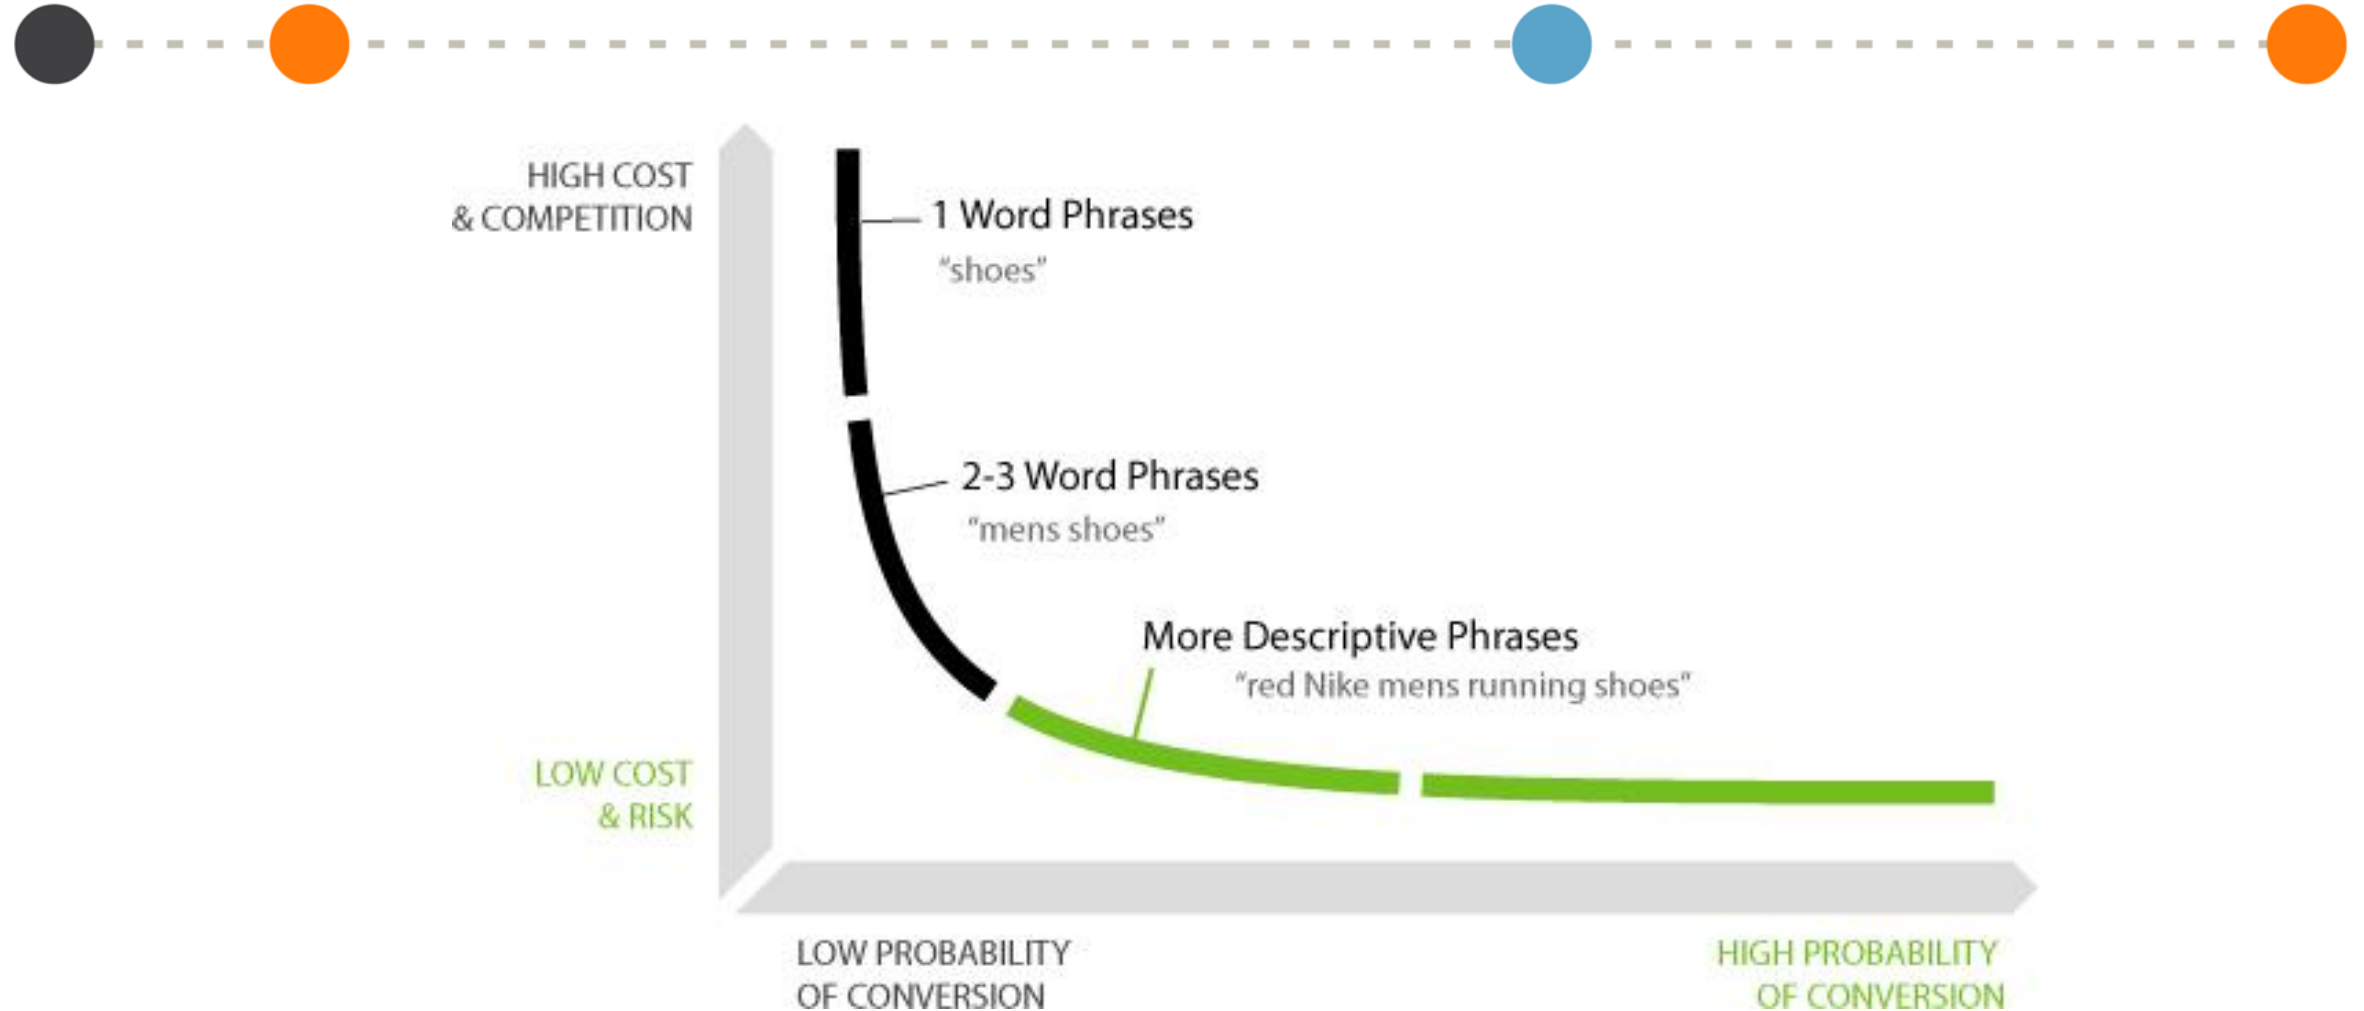 HIGH COST
& COMPETITION
1 Word Phrases
“shoes”
2-3 Word Phrases
“mens shoes”
More Descriptive Phrases
“red Nike mens running shoes”
LOW COST
& RISK
LOW PROBABILITY
OF CONVERSION
HIGH PROBABILITY
OF CONVERSION